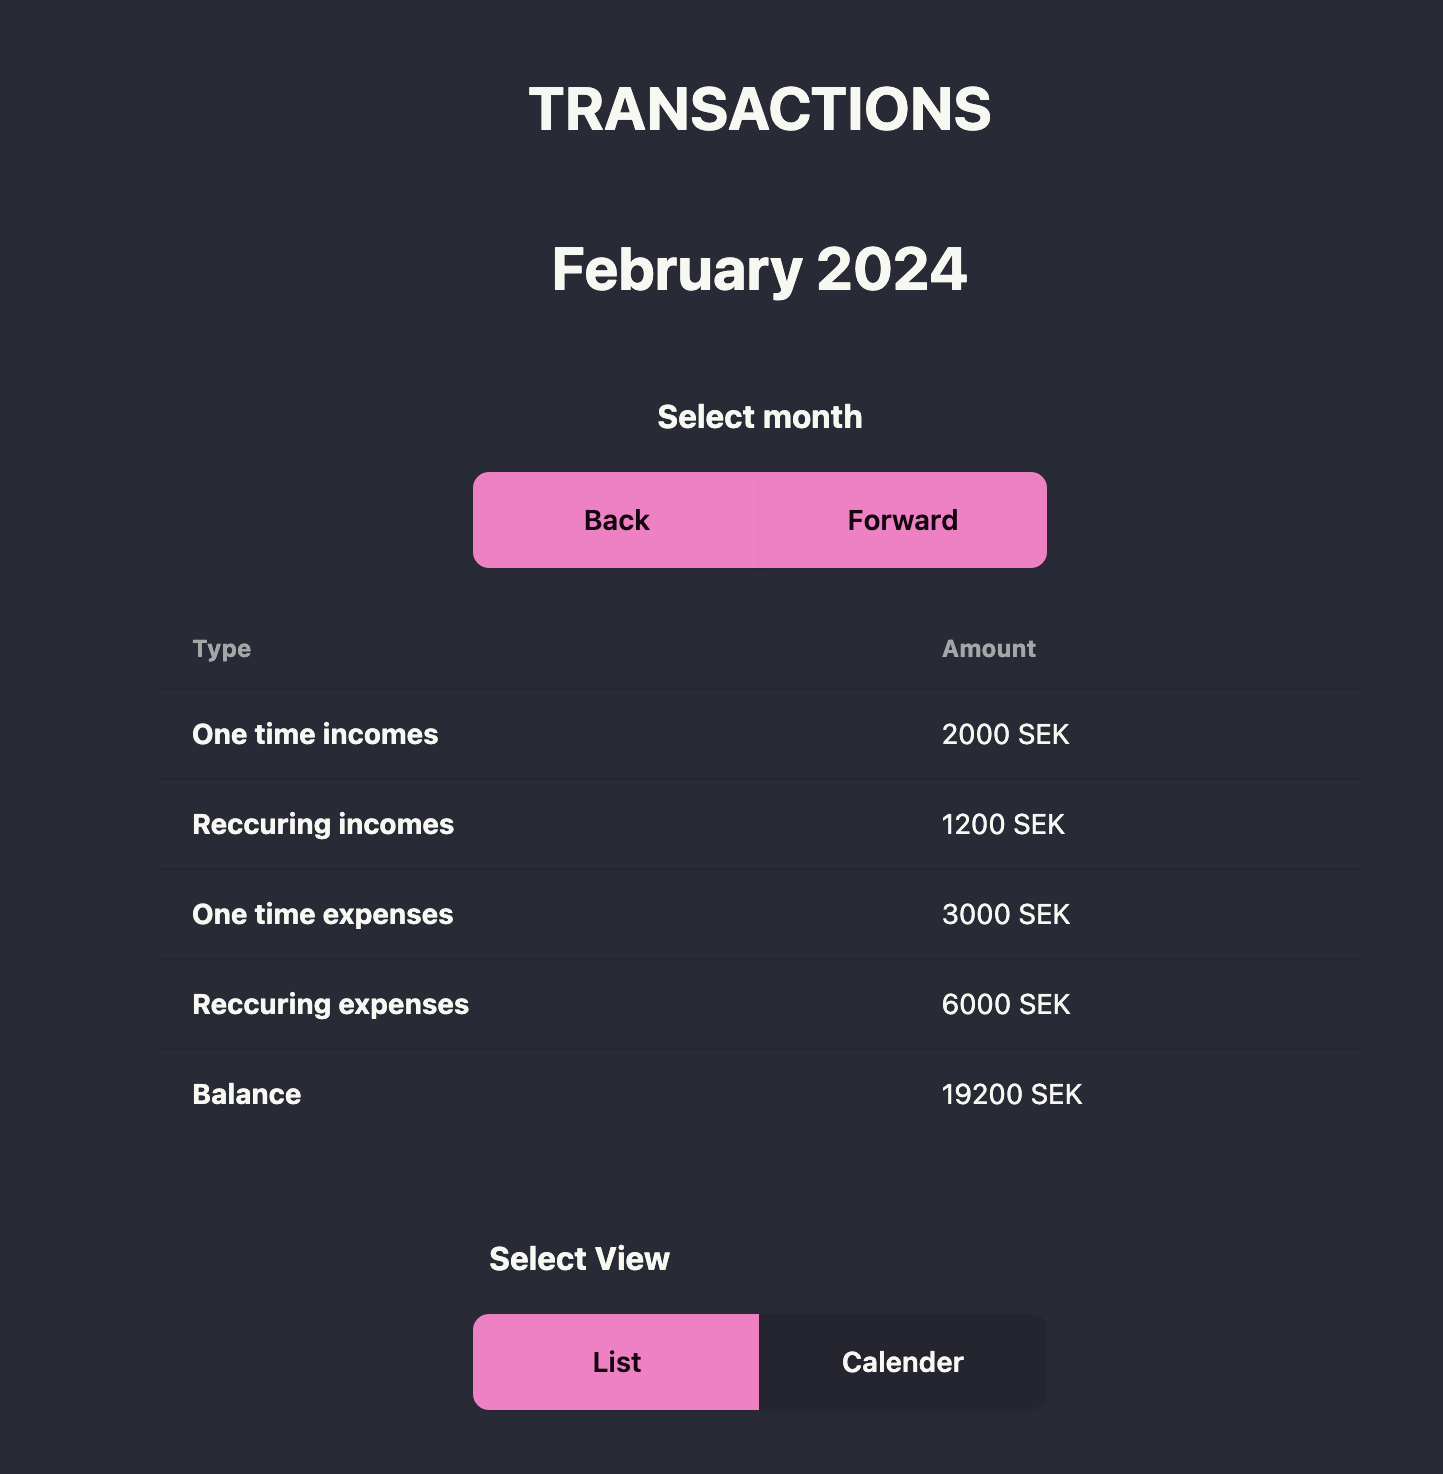 TRANSACTIONS
February 2024
Select month
Back Forward
Type Amount
One time incomes 2000 SEK
Reccuring incomes 1200 SEK
One time expenses 3000 SEK
Reccuring expenses 6000 SEK
Balance 19200 SEK
Select View
List Calender